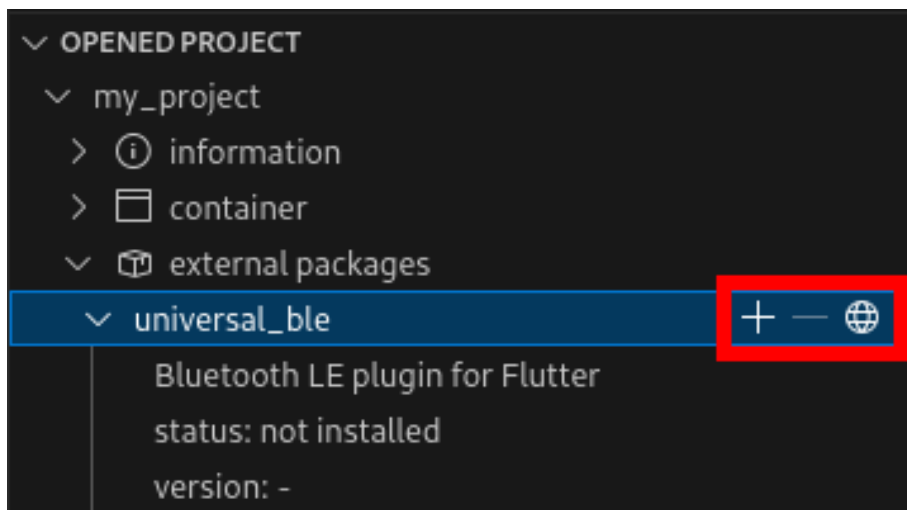 OPENED PROJECT
my_project
information
container
external packages
universal_ble
Bluetooth LE plugin for Flutter
status: not installed
version: -